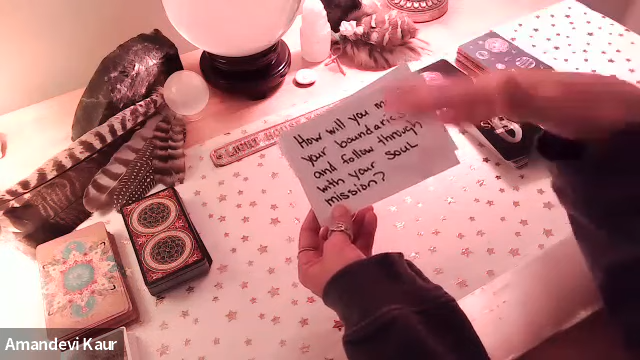 How will you
your boundaries
and follow through
with your soul
mission?
Amandevi Kaur